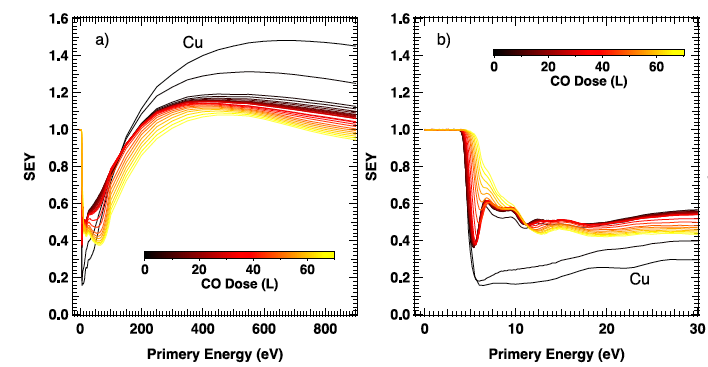 a)
Cu
1.6
1.4
1.2
1.0
0.8
0.6
0.4
0.2
0.0
SEY
0 20 40 60
CO Dose (L)
0 200 400 600 800
Primery Energy (eV)
b)
0 20 40 60
CO Dose (L)
1.6
1.4
1.2
1.0
0.8
0.6
0.4
0.2
0.0
SEY
Cu
0 10 20 30
Primery Energy (eV)